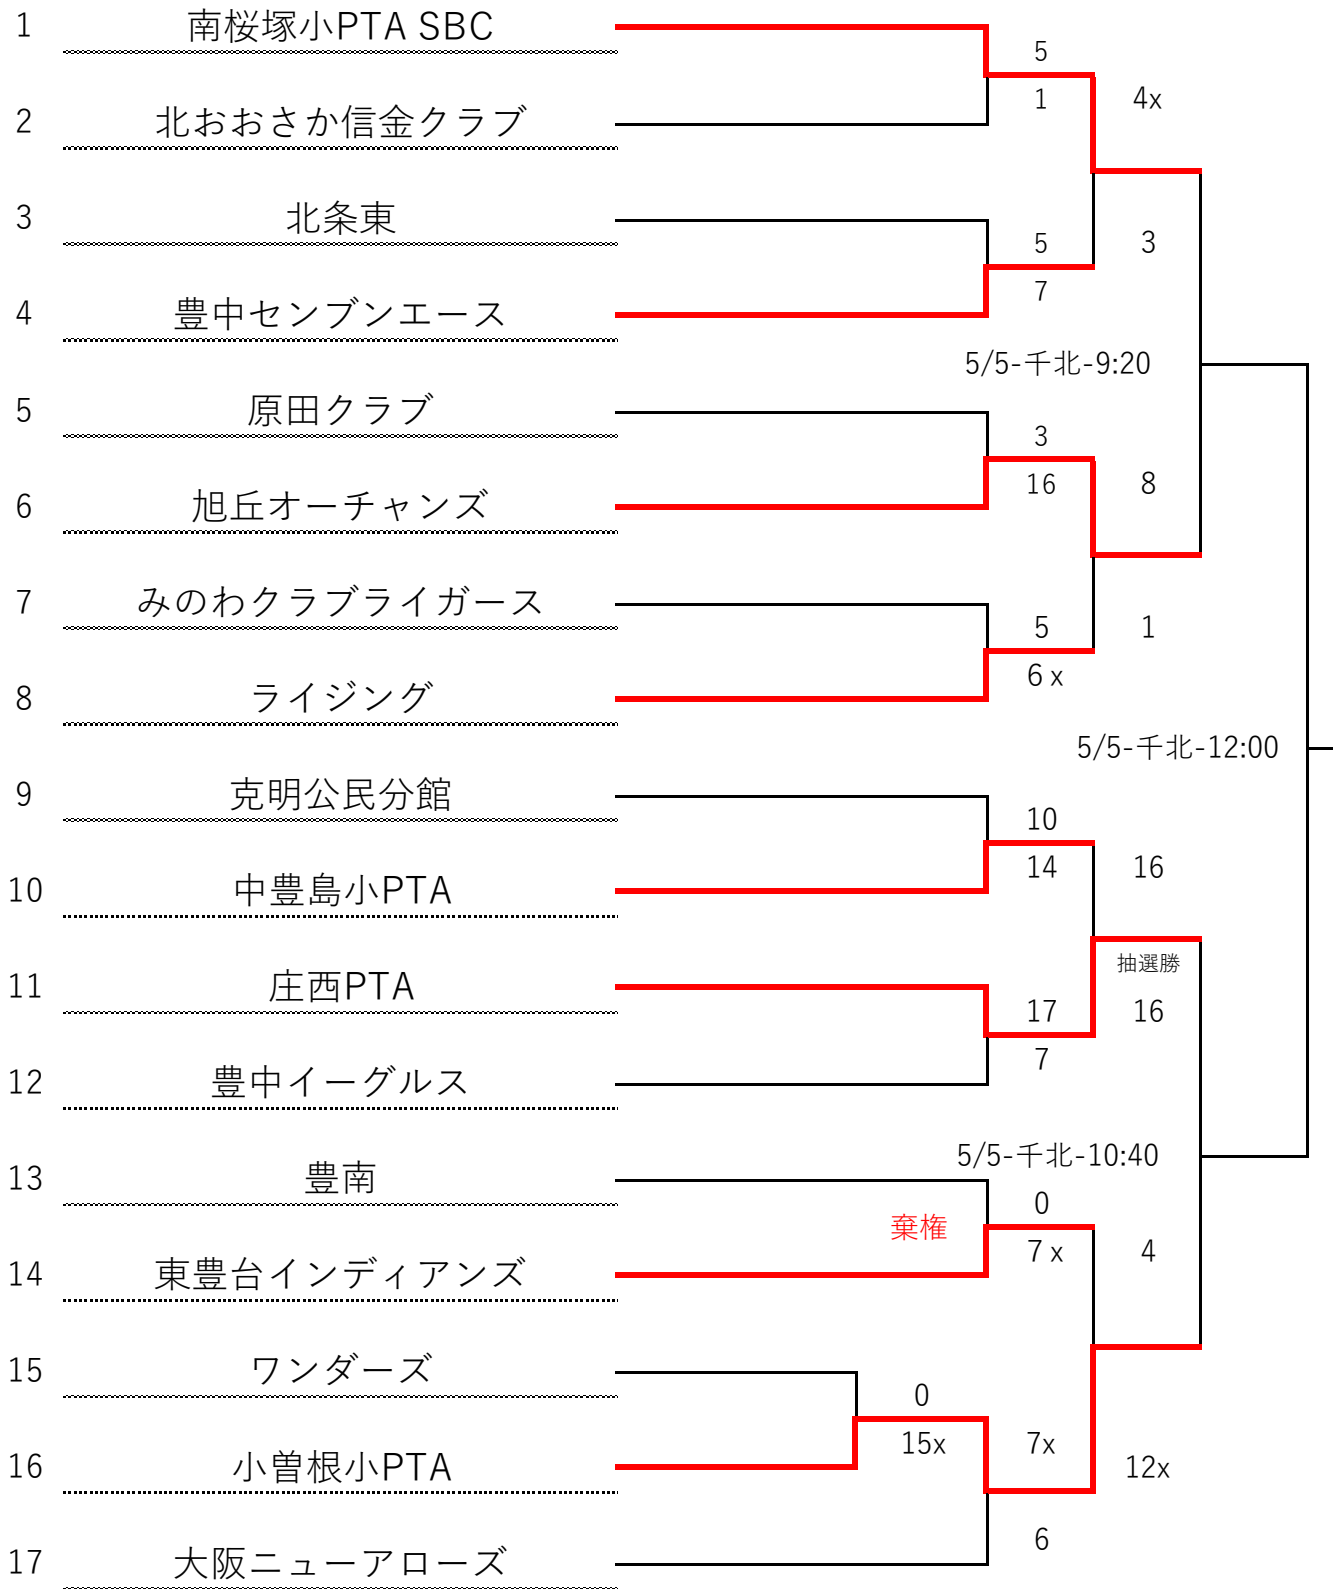 1 南桜塚小PTA SBC
5
2 北おおさか信金クラブ
1
4x
3 北条東
5
3
4 豊中センブンエース
7
5/5-千北-9:20
5 原田クラブ
3
6 旭丘オーチャンズ
16
8
7 みのわクラブライガース
5
1
8 ライジング
6 x
5/5-千北-12:00
9 克明公民分館
10
10 中豊島小PTA
14
16
抽選勝
11 庄西PTA
17
16
12 豊中イーグルス
7
5/5-千北-10:40
13 豊南
0
棄権
14 東豊台インディアンズ
7 x
4
15 ワンダーズ
0
16 小曽根小PTA
15x
7x
12x
17 大阪ニューアローズ
6